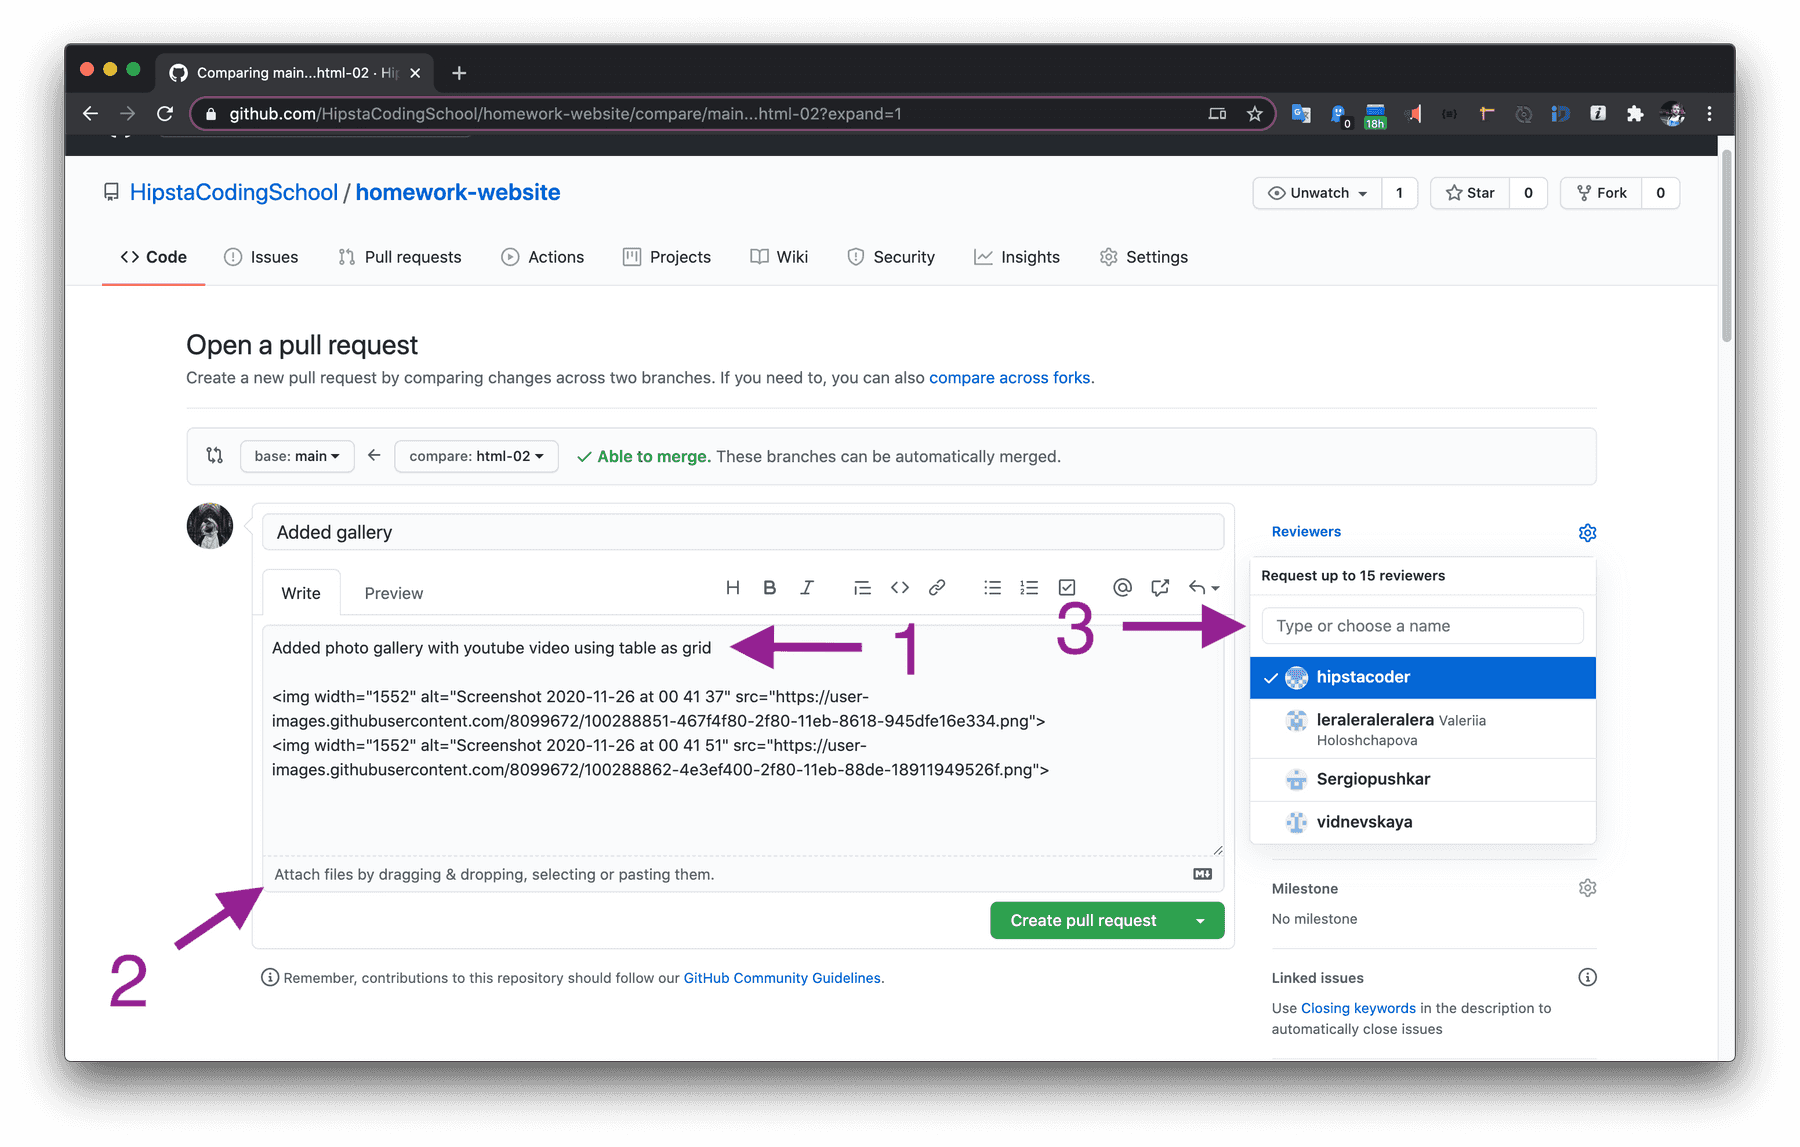 Comparing main...html-02 · Hip
github.com/HipstaCodingSchool/homework-website/compare/main...html-02?expand=1
0
18h
HipstaCodingSchool / homework-website
Unwatch 1
Star 0
Fork 0
Code
Issues
Pull requests
Actions
Projects
Wiki
Security
Insights
Settings
Open a pull request
Create a new pull request by comparing changes across two branches. If you need to, you can also compare across forks.
base: main
compare: html-02
Able to merge. These branches can be automatically merged.
Added gallery
Write
Preview
H B I
Added photo gallery with youtube video using table as grid
1
<img width="1552" alt="Screenshot 2020-11-26 at 00 41 37" src="https://user-
images.githubusercontent.com/8099672/100288851-467f4f80-2f80-11eb-8618-945dfe16e334.png">
<img width="1552" alt="Screenshot 2020-11-26 at 00 41 51" src="https://user-
images.githubusercontent.com/8099672/100288862-4e3ef400-2f80-11eb-88de-18911949526f.png">
Attach files by dragging & dropping, selecting or pasting them.
2
Create pull request
Remember, contributions to this repository should follow our GitHub Community Guidelines.
3
Reviewers
Request up to 15 reviewers
Type or choose a name
hipstacoder
leraleraleralera Valeriia
Holoshchapova
Sergiopushkar
vidnevskaya
Milestone
No milestone
Linked issues
Use Closing keywords in the description to
automatically close issues